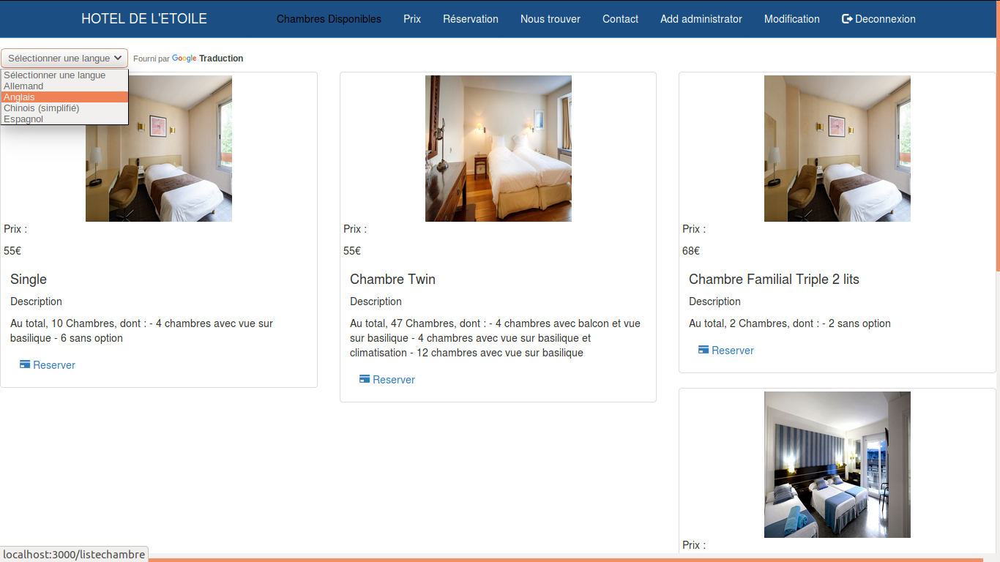 HOTEL DE L'ETOILE
Chambres Disponibles
Prix
Réservation
Nous trouver
Contact
Add administrator
Modification
Deconnexion
Sélectionner une langue
Fourni par Google Traduction
Sélectionner une langue
Allemand
Anglais
Chinois (simplifié)
Espagnol
Prix :
55€
Single
Description
Au total, 10 Chambres, dont : - 4 chambres avec vue sur
basilique - 6 sans option
Reserver
Prix :
55€
Chambre Twin
Description
Au total, 47 Chambres, dont : - 4 chambres avec balcon et vue
sur basilique - 4 chambres avec vue sur basilique et
climatisation - 12 chambres avec vue sur basilique
Reserver
Prix :
68€
Chambre Familial Triple 2 lits
Description
Au total, 2 Chambres, dont : - 2 sans option
Reserver
Prix :
localhost:3000/listechambre